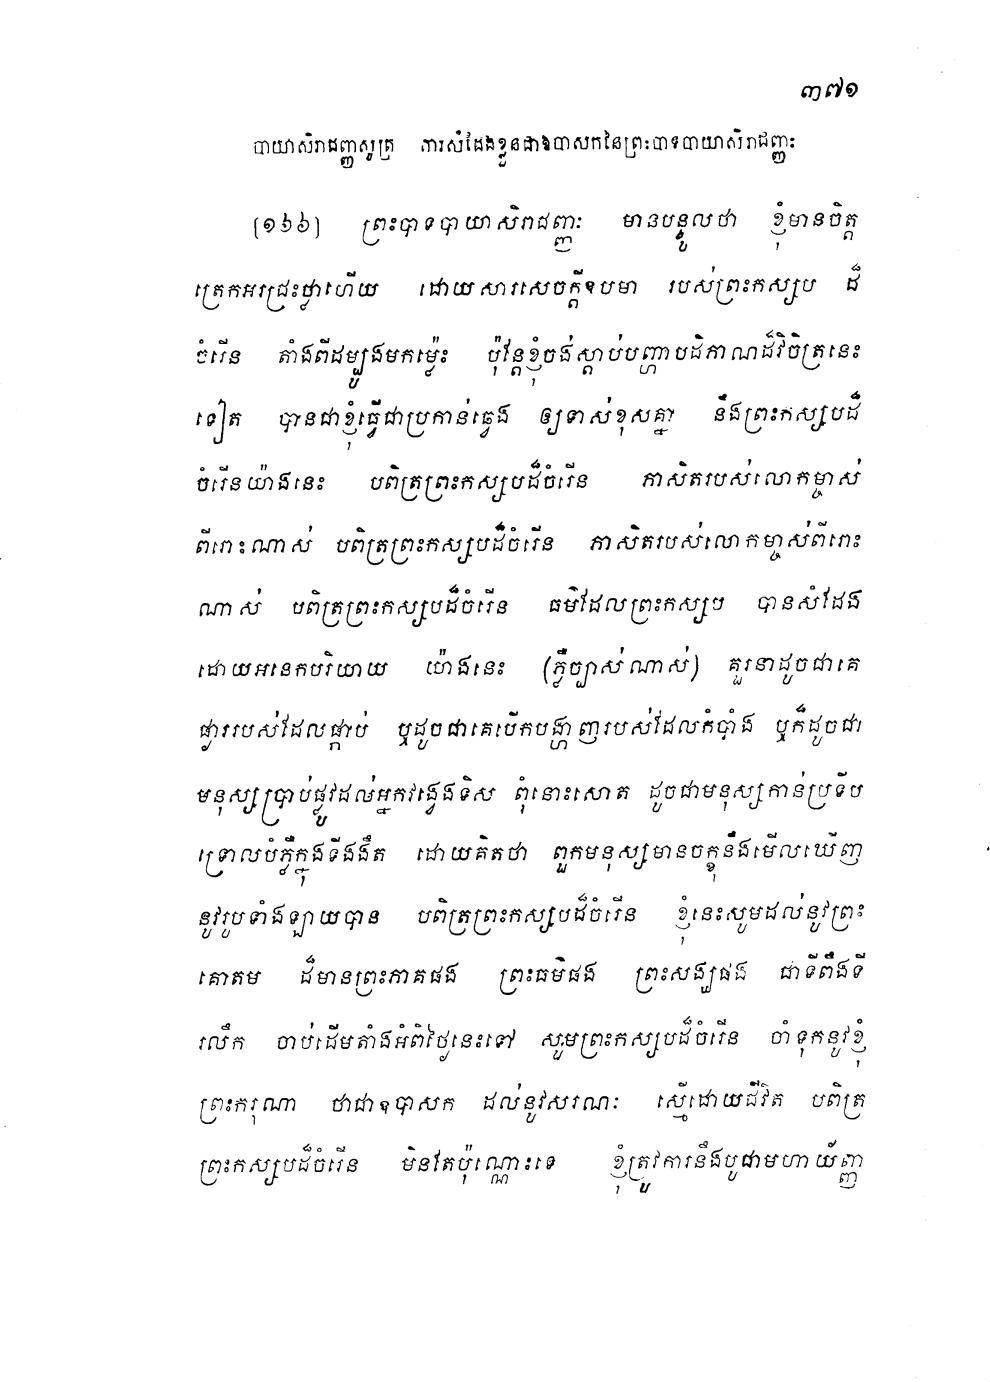 ៣៧១
បាយាសិរាជញ្ញសូត្រ ការសំដែងខ្លួនជាឧបាសកនៃព្រះបាទបាយាសិរាជញ្ញៈ
[១៦៦] ព្រះបាទបាយាសិរាជញ្ញៈ មានបន្ទូលថា ខ្ញុំមានចិត្ត
ត្រេកអរជ្រះថ្លាហើយ ដោយសារសេចក្តីឧបមា របស់ព្រះកស្សប ដ៏
ចំរើន តាំងពីដម្បូងមកម៉្លេះ ប៉ុន្តែខ្ញុំចង់ស្តាប់បញ្ហាបដិភាណដ៏វិចិត្រនេះ
ទៀត បានជាខ្ញុំធ្វើជាប្រកាន់ធ្វេង ឲ្យទាស់ខុសគ្នា នឹងព្រះកស្សបដ៏
ចំរើនយ៉ាងនេះ បពិត្រព្រះកស្សបដ៏ចំរើន ភាសិតរបស់លោកម្ចាស់
ពីរោះណាស់ បពិត្រព្រះកស្សបដ៏ចំរើន ភាសិតរបស់លោកម្ចាស់ពីរោះ
ណាស់ បពិត្រព្រះកស្សបដ៏ចំរើន ធម៌ដែលព្រះកស្សប បានសំដែង
ដោយអនេកបរិយាយ យ៉ាងនេះ (ភ្លឺច្បាស់ណាស់) គួរនាដូចជាគេ
ផ្ងាររបស់ដែលផ្កាប់ ឬដូចជាគេបើកបង្ហាញរបស់ដែលកំបាំង ឬក៏ដូចជា
មនុស្សប្រាប់ផ្លូវដល់អ្នកវង្វេងទិស ពុំនោះសោត ដូចជាមនុស្សកាន់ប្រទីប
ទ្រោលបំភ្លឺក្នុងទីងងឹត ដោយគិតថា ពួកមនុស្សមានចក្ខុនឹងមើលឃើញ
នូវរូបទាំងឡាយបាន បពិត្រព្រះកស្សបដ៏ចំរើន ខ្ញុំនេះសូមដល់នូវព្រះ
គោតម ដ៏មានព្រះភាគផង ព្រះធម៌ផង ព្រះសង្ឃផង ជាទីពឹងទី
រលឹក ចាប់ដើមតាំងអំពីថ្ងៃនេះទៅ សូមព្រះកស្សបដ៏ចំរើន ចាំទុកនូវខ្ញុំ
ព្រះករុណា ថាជាឧបាសក ដល់នូវសរណៈ ស្មើដោយជីវិត បពិត្រ
ព្រះកស្សបដ៏ចំរើន មិនតែប៉ុណ្ណោះទេ ខ្ញុំត្រូវការនឹងបូជាមហាយ័ញ្ញ